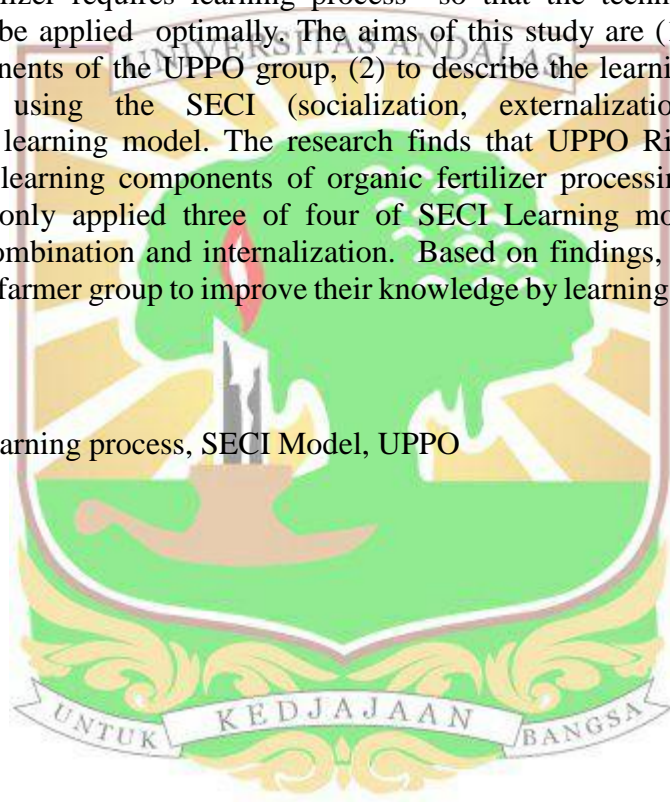 ilizer requires learning process so that the techn
be applied optimally. The aims of this study are (1
UNIVERSITAS ANDALAS
nents of the UPPO group, (2) to describe the learni
using the SECI (socialization, externalizatio
learning model. The research finds that UPPO Ri
learning components of organic fertilizer processin
only applied three of four of SECI Learning mo
ombination and internalization. Based on findings,
farmer group to improve their knowledge by learning
arning process, SECI Model, UPPO
UNTUK KEDJAJAAN BANGSA